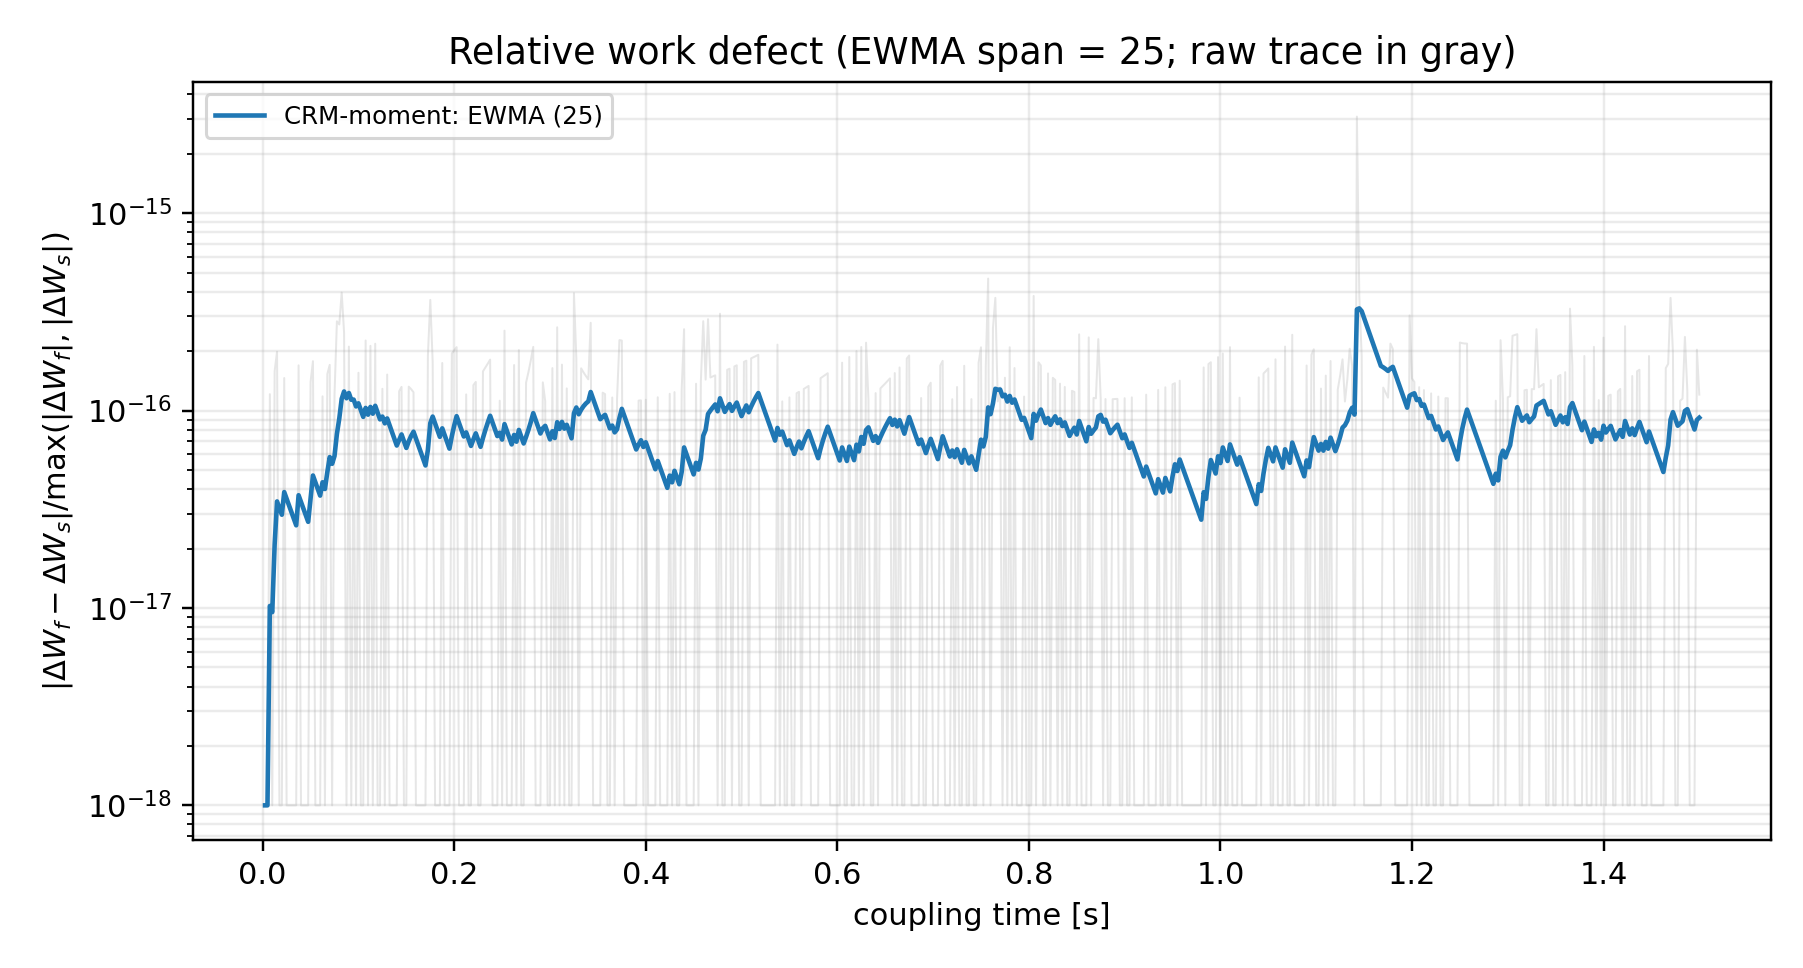 Relative work defect (EWMA span = 25; raw trace in gray)
CRM-moment: EWMA (25)
|ΔW_f − ΔW_s|/max(|ΔW_f|, |ΔW_s|)
10⁻¹⁵
10⁻¹⁶
10⁻¹⁷
10⁻¹⁸
0.0 0.2 0.4 0.6 0.8 1.0 1.2 1.4
coupling time [s]